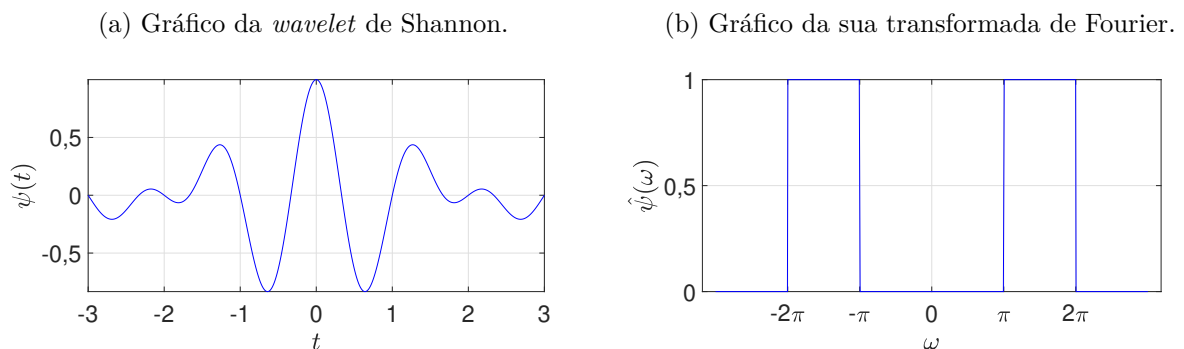 (a) Gráfico da wavelet de Shannon.
(b) Gráfico da sua transformada de Fourier.
ψ(t)
0,5
0
-0,5
-3 -2 -1 0 1 2 3
t
ψ̂(ω)
1
0,5
0
-2π -π 0 π 2π
ω